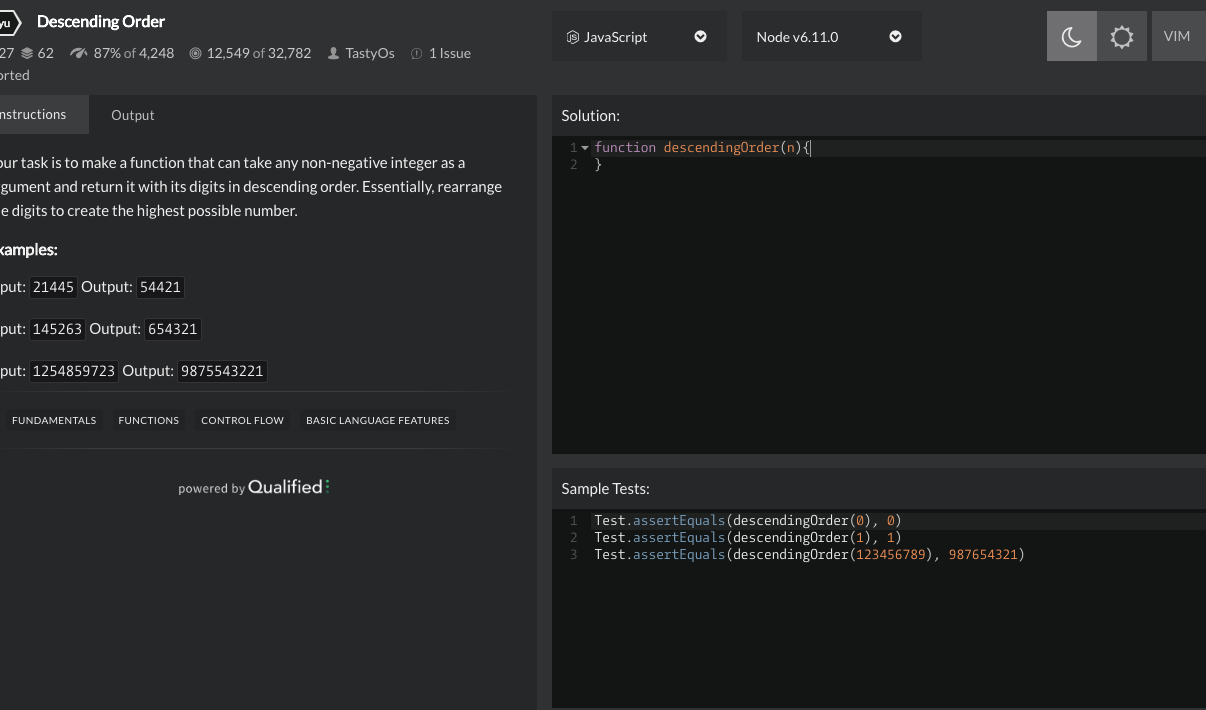 yu
Descending Order
27 62 87% of 4,248 12,549 of 32,782 TastyOs 1 Issue
orted
JS JavaScript
Node v6.11.0
VIM
nstructions Output
our task is to make a function that can take any non-negative integer as a
gument and return it with its digits in descending order. Essentially, rearrange
e digits to create the highest possible number.
xamples:
put: 21445 Output: 54421
put: 145263 Output: 654321
put: 1254859723 Output: 9875543221
FUNDAMENTALS FUNCTIONS CONTROL FLOW BASIC LANGUAGE FEATURES
powered by Qualified
Solution:
1 function descendingOrder(n){
2 }
Sample Tests:
1 Test.assertEquals(descendingOrder(0), 0)
2 Test.assertEquals(descendingOrder(1), 1)
3 Test.assertEquals(descendingOrder(123456789), 987654321)